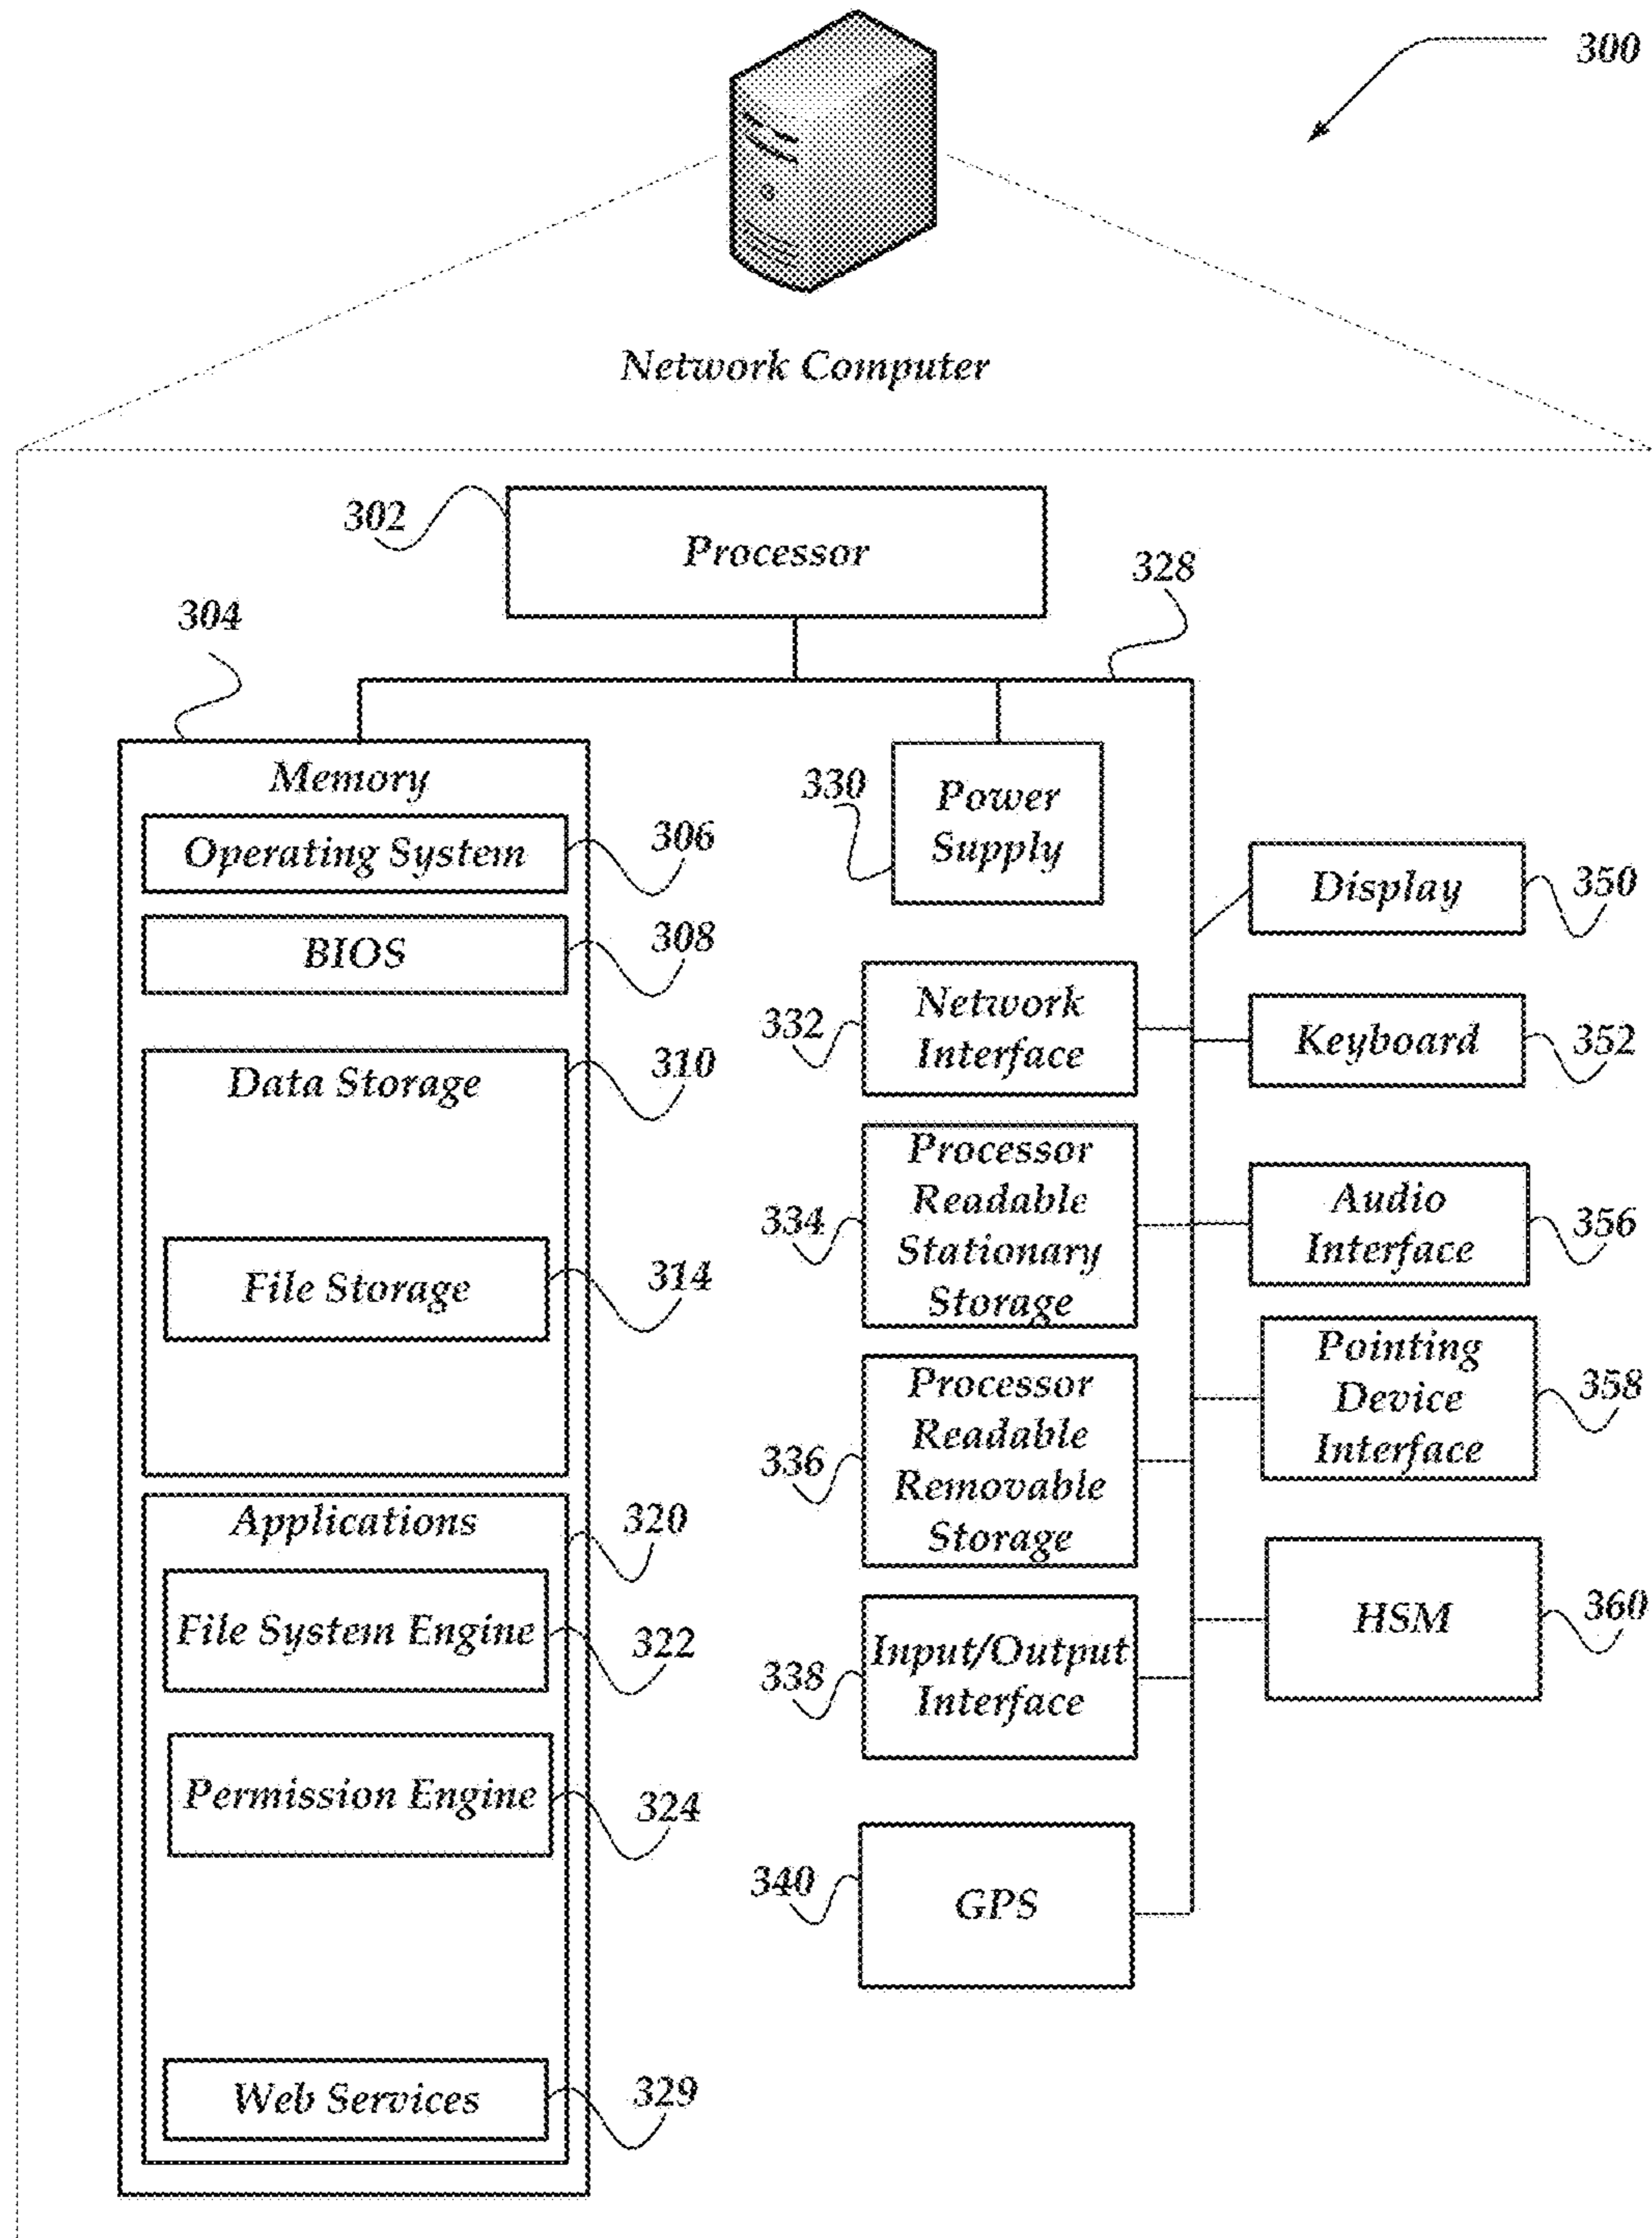 300
Network Computer
302
Processor
328
304
Memory
Operating System
306
BIOS
308
Data Storage
310
File Storage
314
Applications
320
File System Engine
322
Permission Engine
324
Web Services
329
330
Power
Supply
332
Network
Interface
334
Processor
Readable
Stationary
Storage
336
Processor
Readable
Removable
Storage
338
Input/Output
Interface
340
GPS
Display
350
Keyboard
352
Audio
Interface
356
Pointing
Device
Interface
358
HSM
360